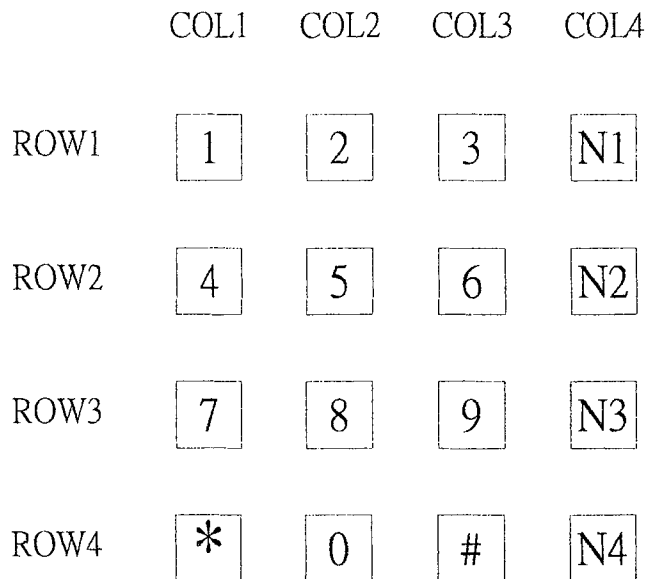 COL1 COL2 COL3 COL4
ROW1 1 2 3 N1
ROW2 4 5 6 N2
ROW3 7 8 9 N3
ROW4 * 0 # N4